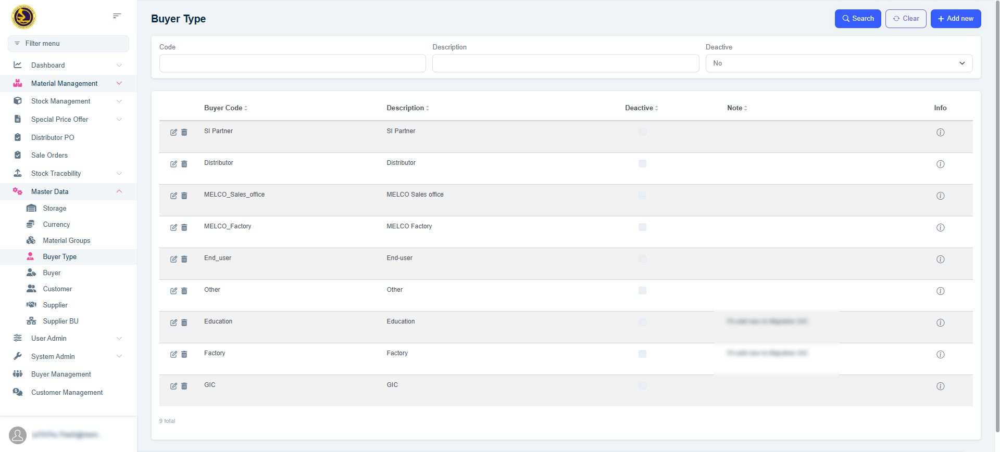 Buyer Type
Search
Clear
Add new
Filter menu
Dashboard
Material Management
Stock Management
Special Price Offer
Distributor PO
Sale Orders
Stock Tracebility
Master Data
Storage
Currency
Material Groups
Buyer Type
Buyer
Customer
Supplier
Supplier BU
User Admin
System Admin
Buyer Management
Customer Management
Code
Description
Deactive
No
Buyer Code Description Deactive Note Info
SI Partner SI Partner
Distributor Distributor
MELCO_Sales_office MELCO Sales office
MELCO_Factory MELCO Factory
End_user End-user
Other Other
Education Education
Factory Factory
GIC GIC
9 total